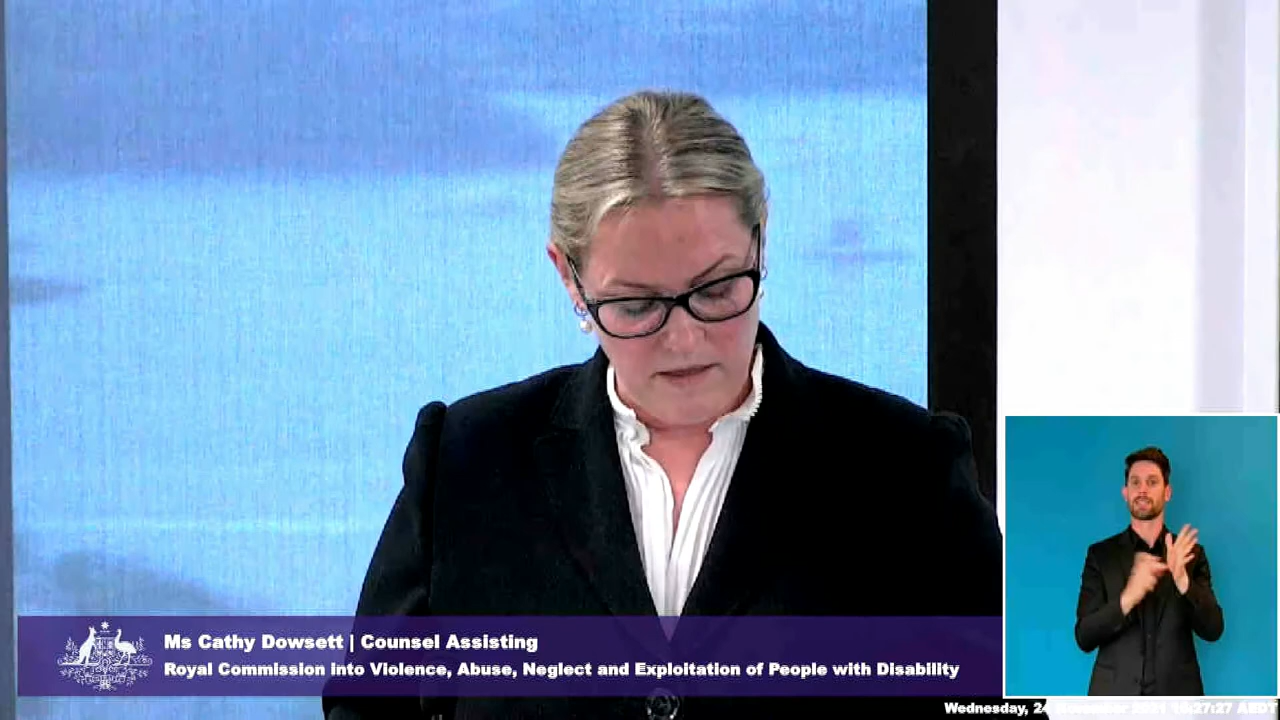 Ms Cathy Dowsett | Counsel Assisting
Royal Commission into Violence, Abuse, Neglect and Exploitation of People with Disability
Wednesday, 24 November 2021 AEDT